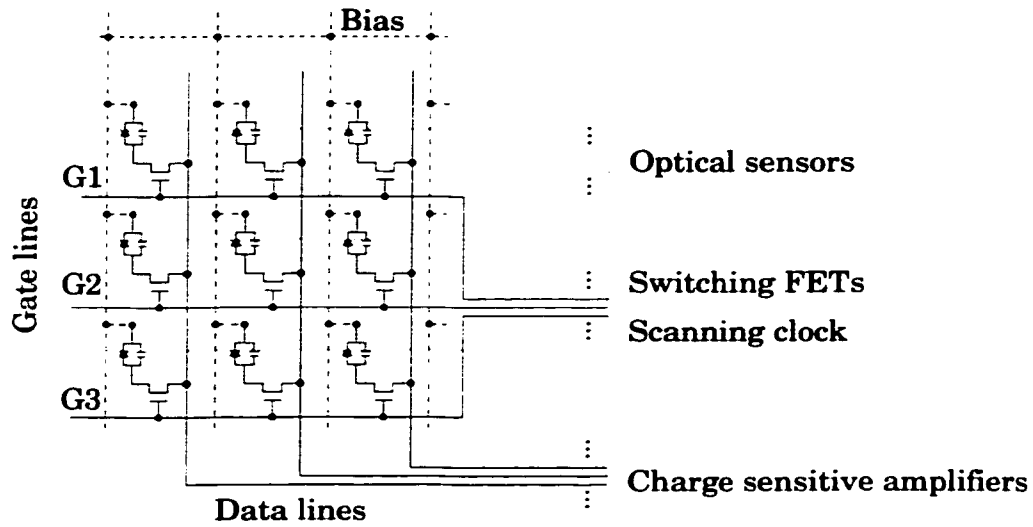 Bias
Optical sensors
G1
Gate lines
G2
Switching FETs
Scanning clock
G3
Charge sensitive amplifiers
Data lines